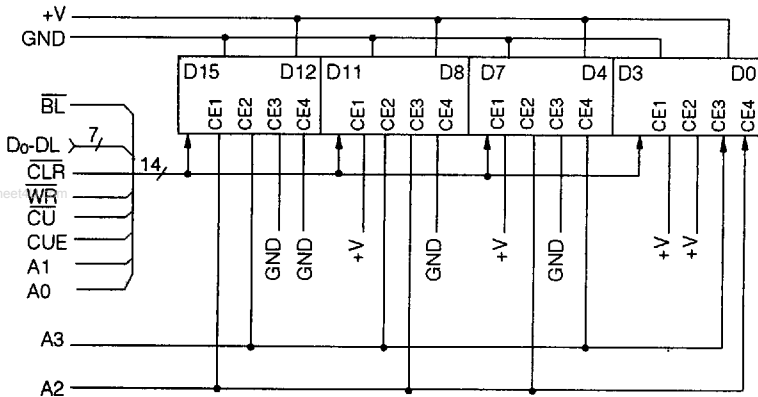 +V
GND
D15 D12 D11 D8 D7 D4 D3 D0
CE1 CE2 CE3 CE4 CE1 CE2 CE3 CE4 CE1 CE2 CE3 CE4 CE1 CE2 CE3 CE4
BL
D0-DL 7
CLR 14
WR
CU
CUE
A1
A0
GND GND +V GND +V GND +V +V
A3
A2